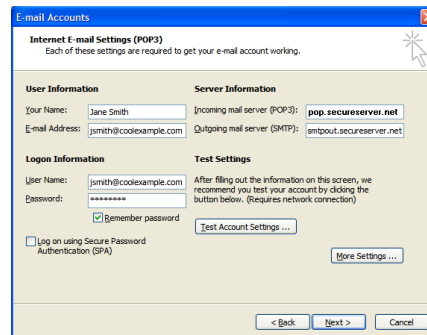 E-mail Accounts
Internet E-mail Settings (POP3)
Each of these settings are required to get your e-mail account working.
User Information
Your Name: Jane Smith
E-mail Address: jsmith@coolexample.com
Server Information
Incoming mail server (POP3): pop.secureserver.net
Outgoing mail server (SMTP): smtpout.secureserver.net
Logon Information
User Name: jsmith@coolexample.com
Password: ********
Remember password
Log on using Secure Password
Authentication (SPA)
Test Settings
After filling out the information on this screen, we
recommend you test your account by clicking the
button below. (Requires network connection)
Test Account Settings ...
More Settings ...
< Back
Next >
Cancel